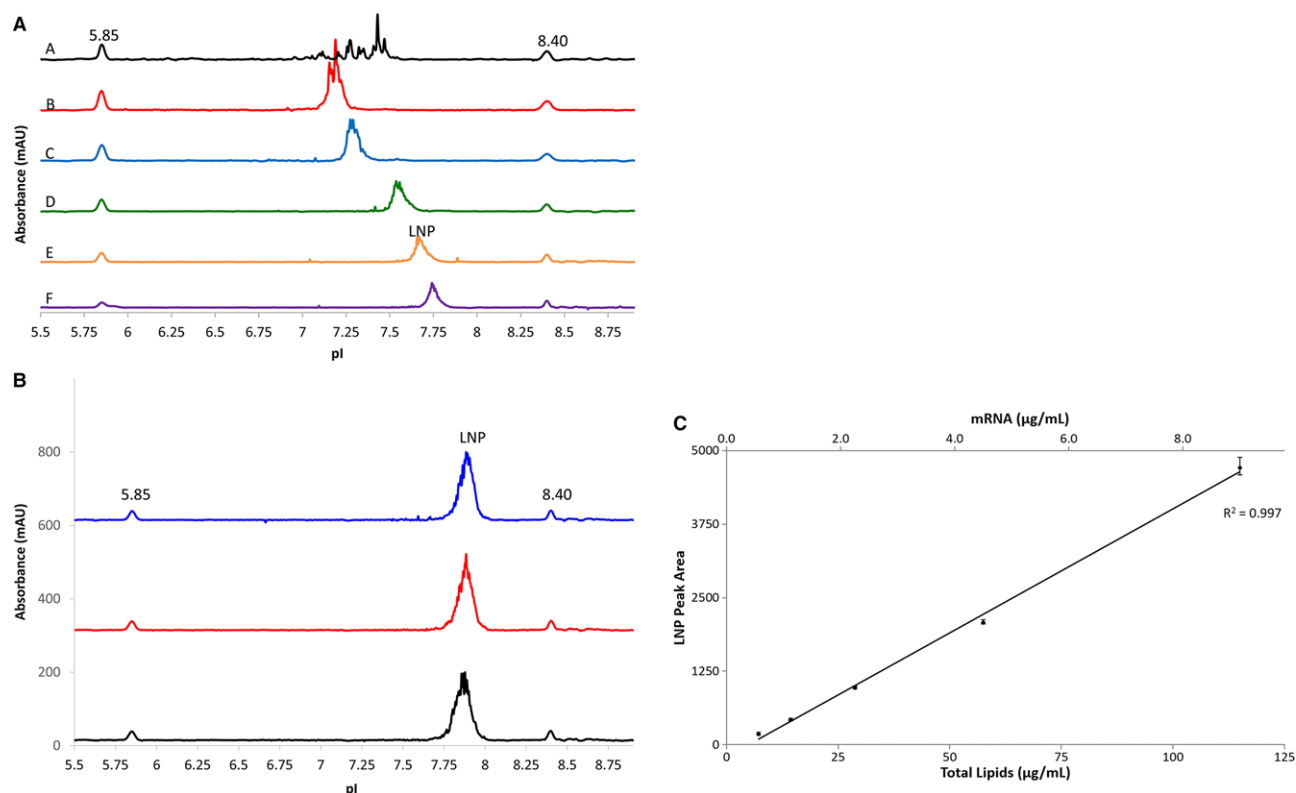 A
5.85
8.40
A
B
C
D
LNP
E
F
Absorbance (mAU)
5.5 5.75 6 6.25 6.5 6.75 7 7.25 7.5 7.75 8 8.25 8.5 8.75
pI
B
LNP
5.85
8.40
800
600
400
200
0
Absorbance (mAU)
5.5 5.75 6 6.25 6.5 6.75 7 7.25 7.5 7.75 8 8.25 8.5 8.75
pI
C
mRNA (µg/mL)
0.0 2.0 4.0 6.0 8.0
5000
3750
2500
1250
0
LNP Peak Area
R² = 0.997
0 25 50 75 100 125
Total Lipids (µg/mL)